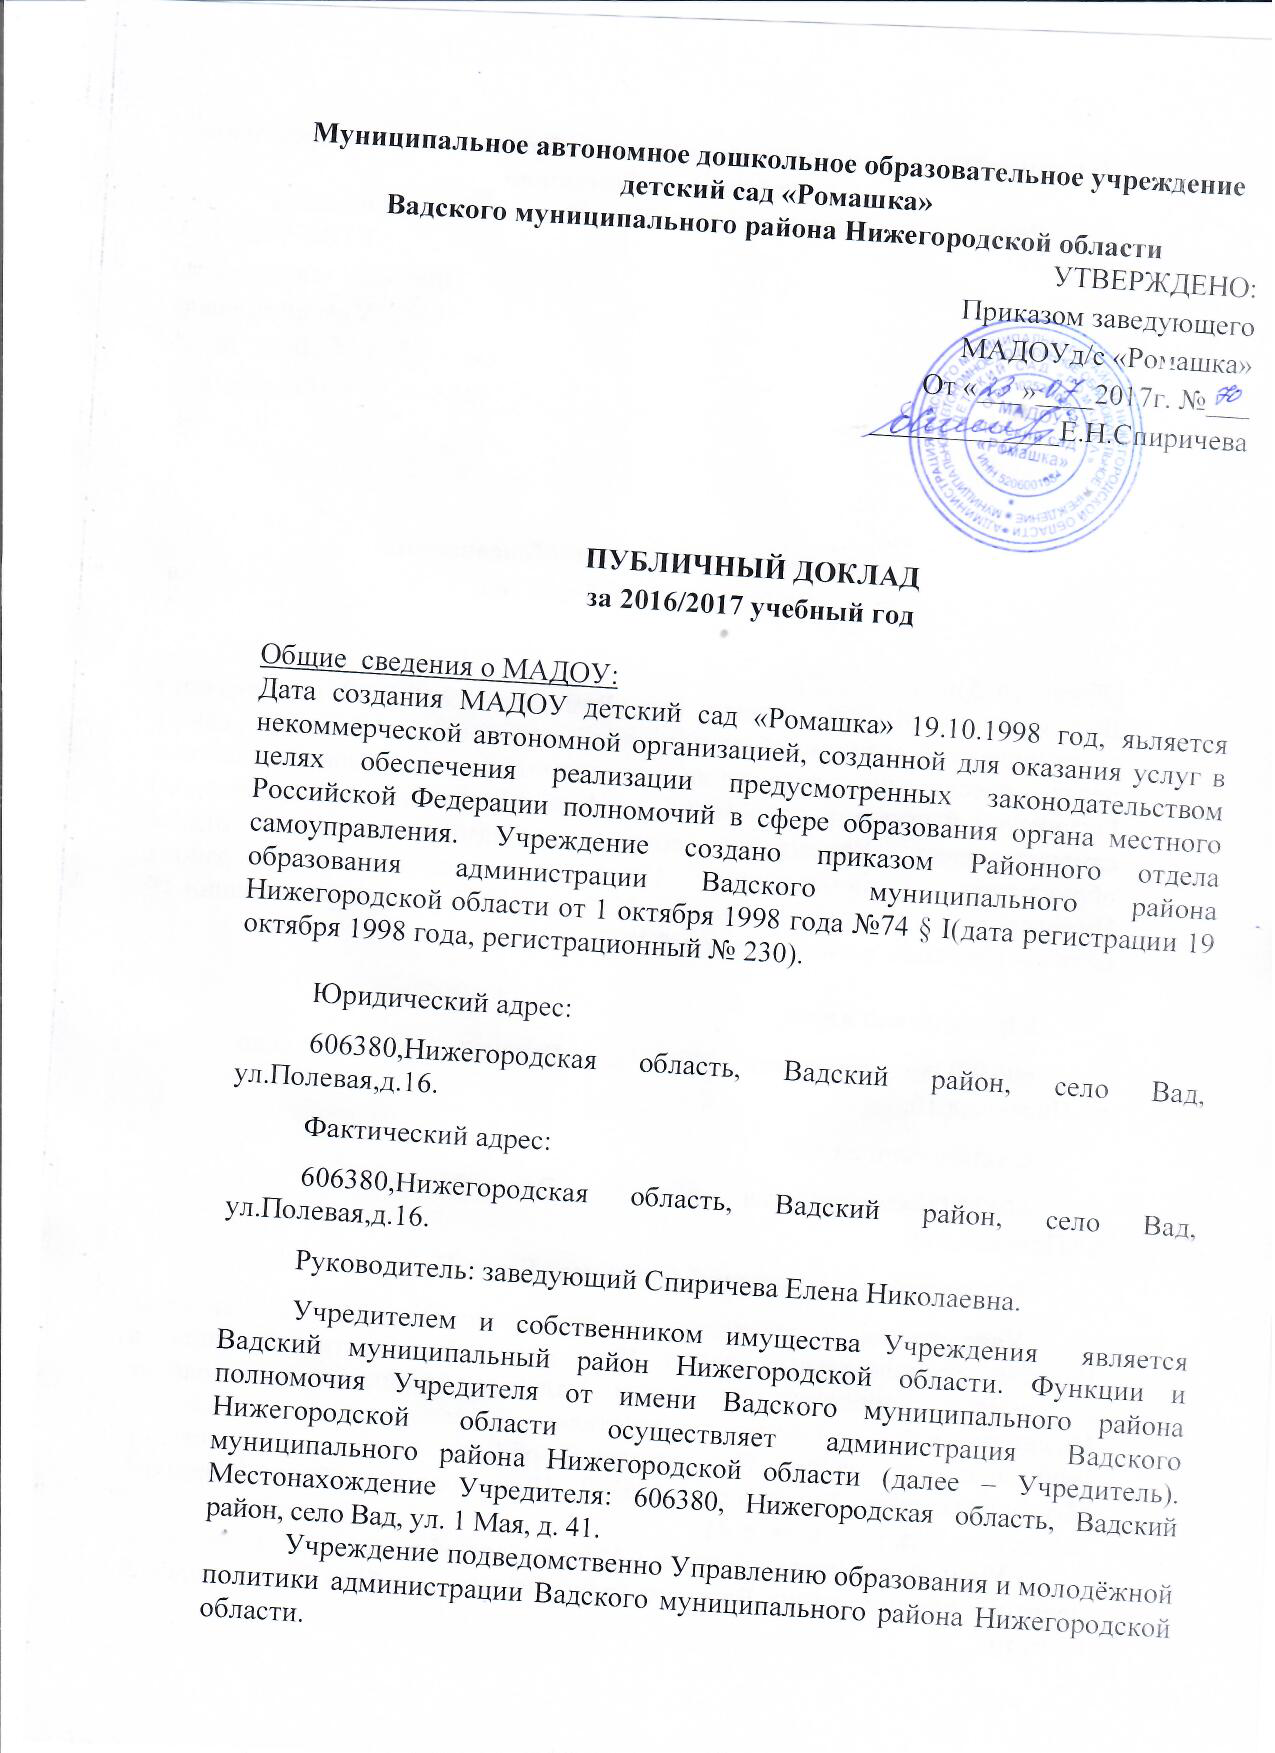 Муниципальное автономное дошкольное образовательное учреждение
детский сад «Ромашка»
Вадского муниципального района Нижегородской области
УТВЕРЖДЕНО:
Приказом заведующего
МАДОУд/с «Ромашка»
От «23» 07 2017г. № 70
Е.Н.Спиричева
МАДОУ
«Ромашка»
ИНН 5206001954
ПУБЛИЧНЫЙ ДОКЛАД
за 2016/2017 учебный год
Общие сведения о МАДОУ:
Дата создания МАДОУ детский сад «Ромашка» 19.10.1998 год, является
некоммерческой автономной организацией, созданной для оказания услуг в
целях обеспечения реализации предусмотренных законодательством
Российской Федерации полномочий в сфере образования органа местного
самоуправления. Учреждение создано приказом Районного отдела
образования администрации Вадского муниципального района
Нижегородской области от 1 октября 1998 года №74 § I(дата регистрации 19
октября 1998 года, регистрационный № 230).
Юридический адрес:
606380,Нижегородская область, Вадский район, село Вад,
ул.Полевая,д.16.
Фактический адрес:
606380,Нижегородская область, Вадский район, село Вад,
ул.Полевая,д.16.
Руководитель: заведующий Спиричева Елена Николаевна.
Учредителем и собственником имущества Учреждения является
Вадский муниципальный район Нижегородской области. Функции и
полномочия Учредителя от имени Вадского муниципального района
Нижегородской области осуществляет администрация Вадского
муниципального района Нижегородской области (далее – Учредитель).
Местонахождение Учредителя: 606380, Нижегородская область, Вадский
район, село Вад, ул. 1 Мая, д. 41.
Учреждение подведомственно Управлению образования и молодёжной
политики администрации Вадского муниципального района Нижегородской
области.